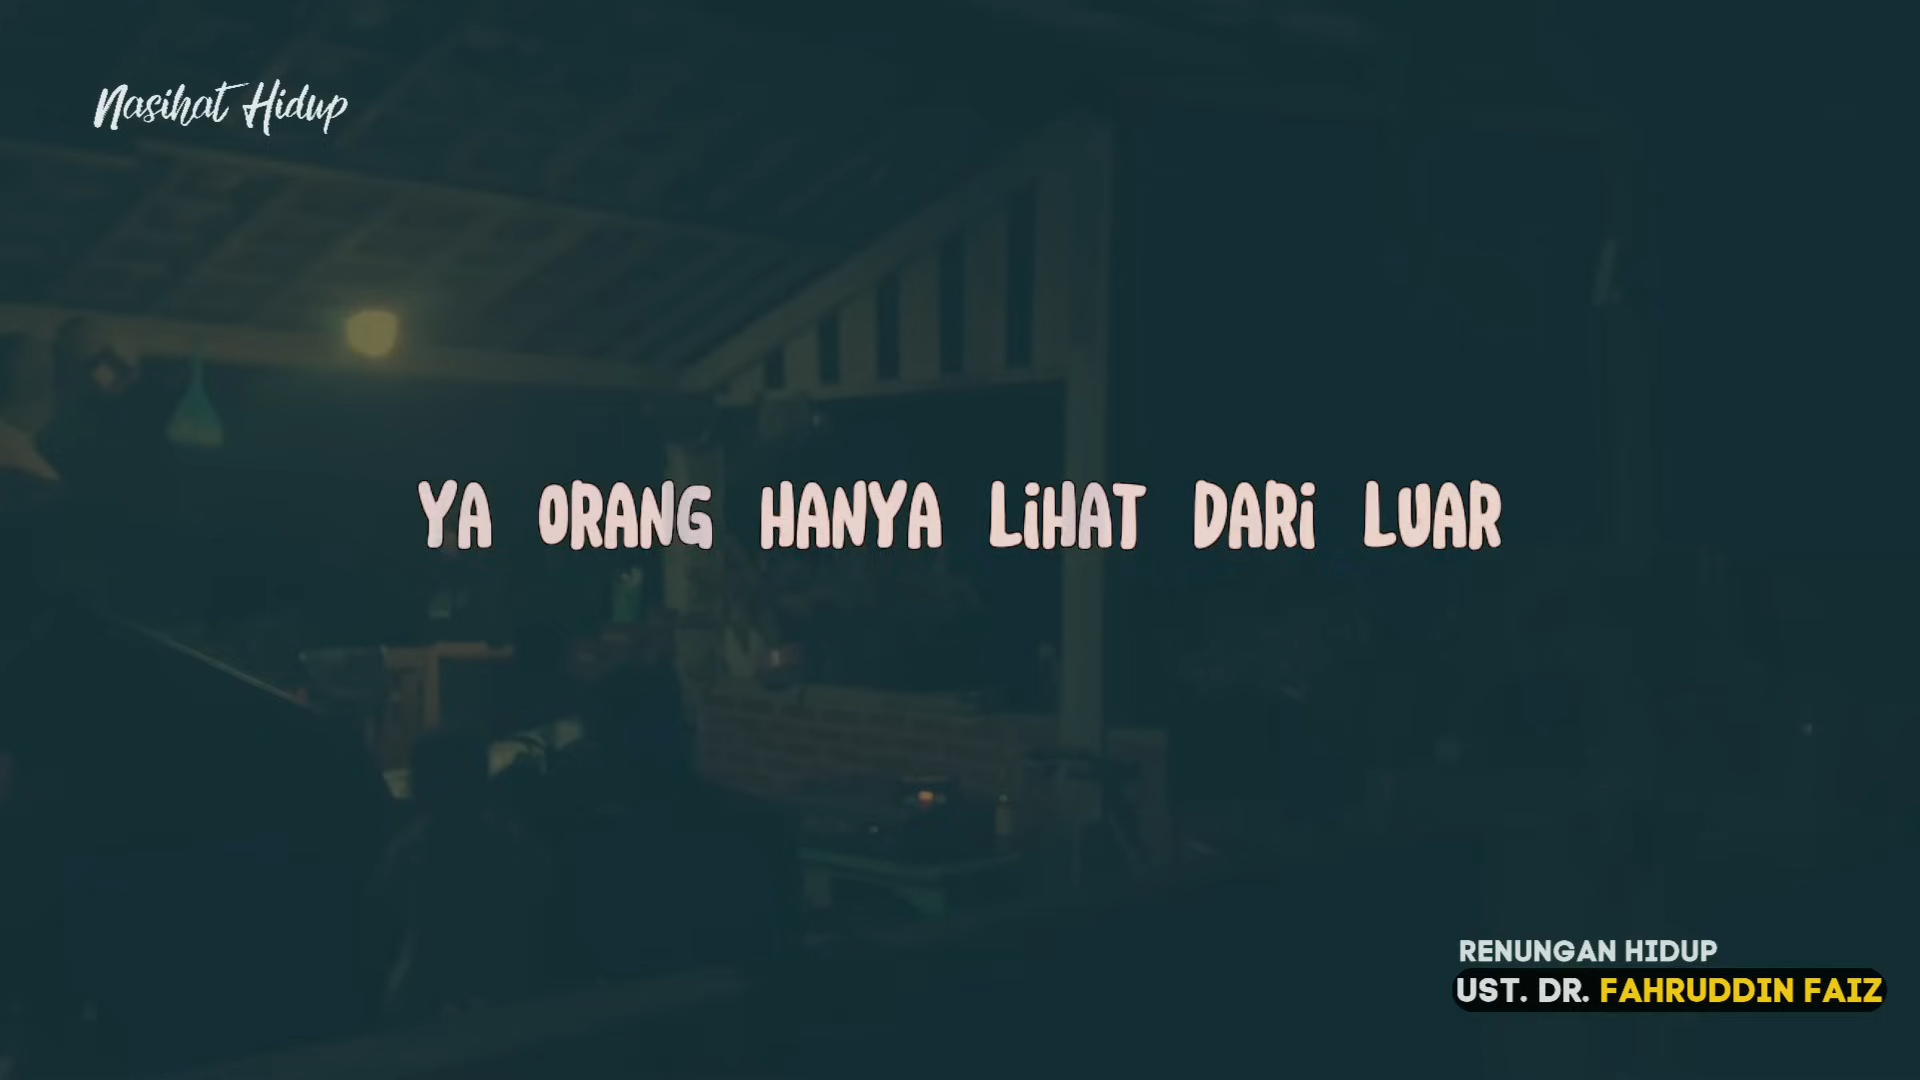 Nasihat Hidup
YA ORANG HANYA LiHAT DARi LUAR
RENUNGAN HIDUP
UST. DR. FAHRUDDIN FAIZ